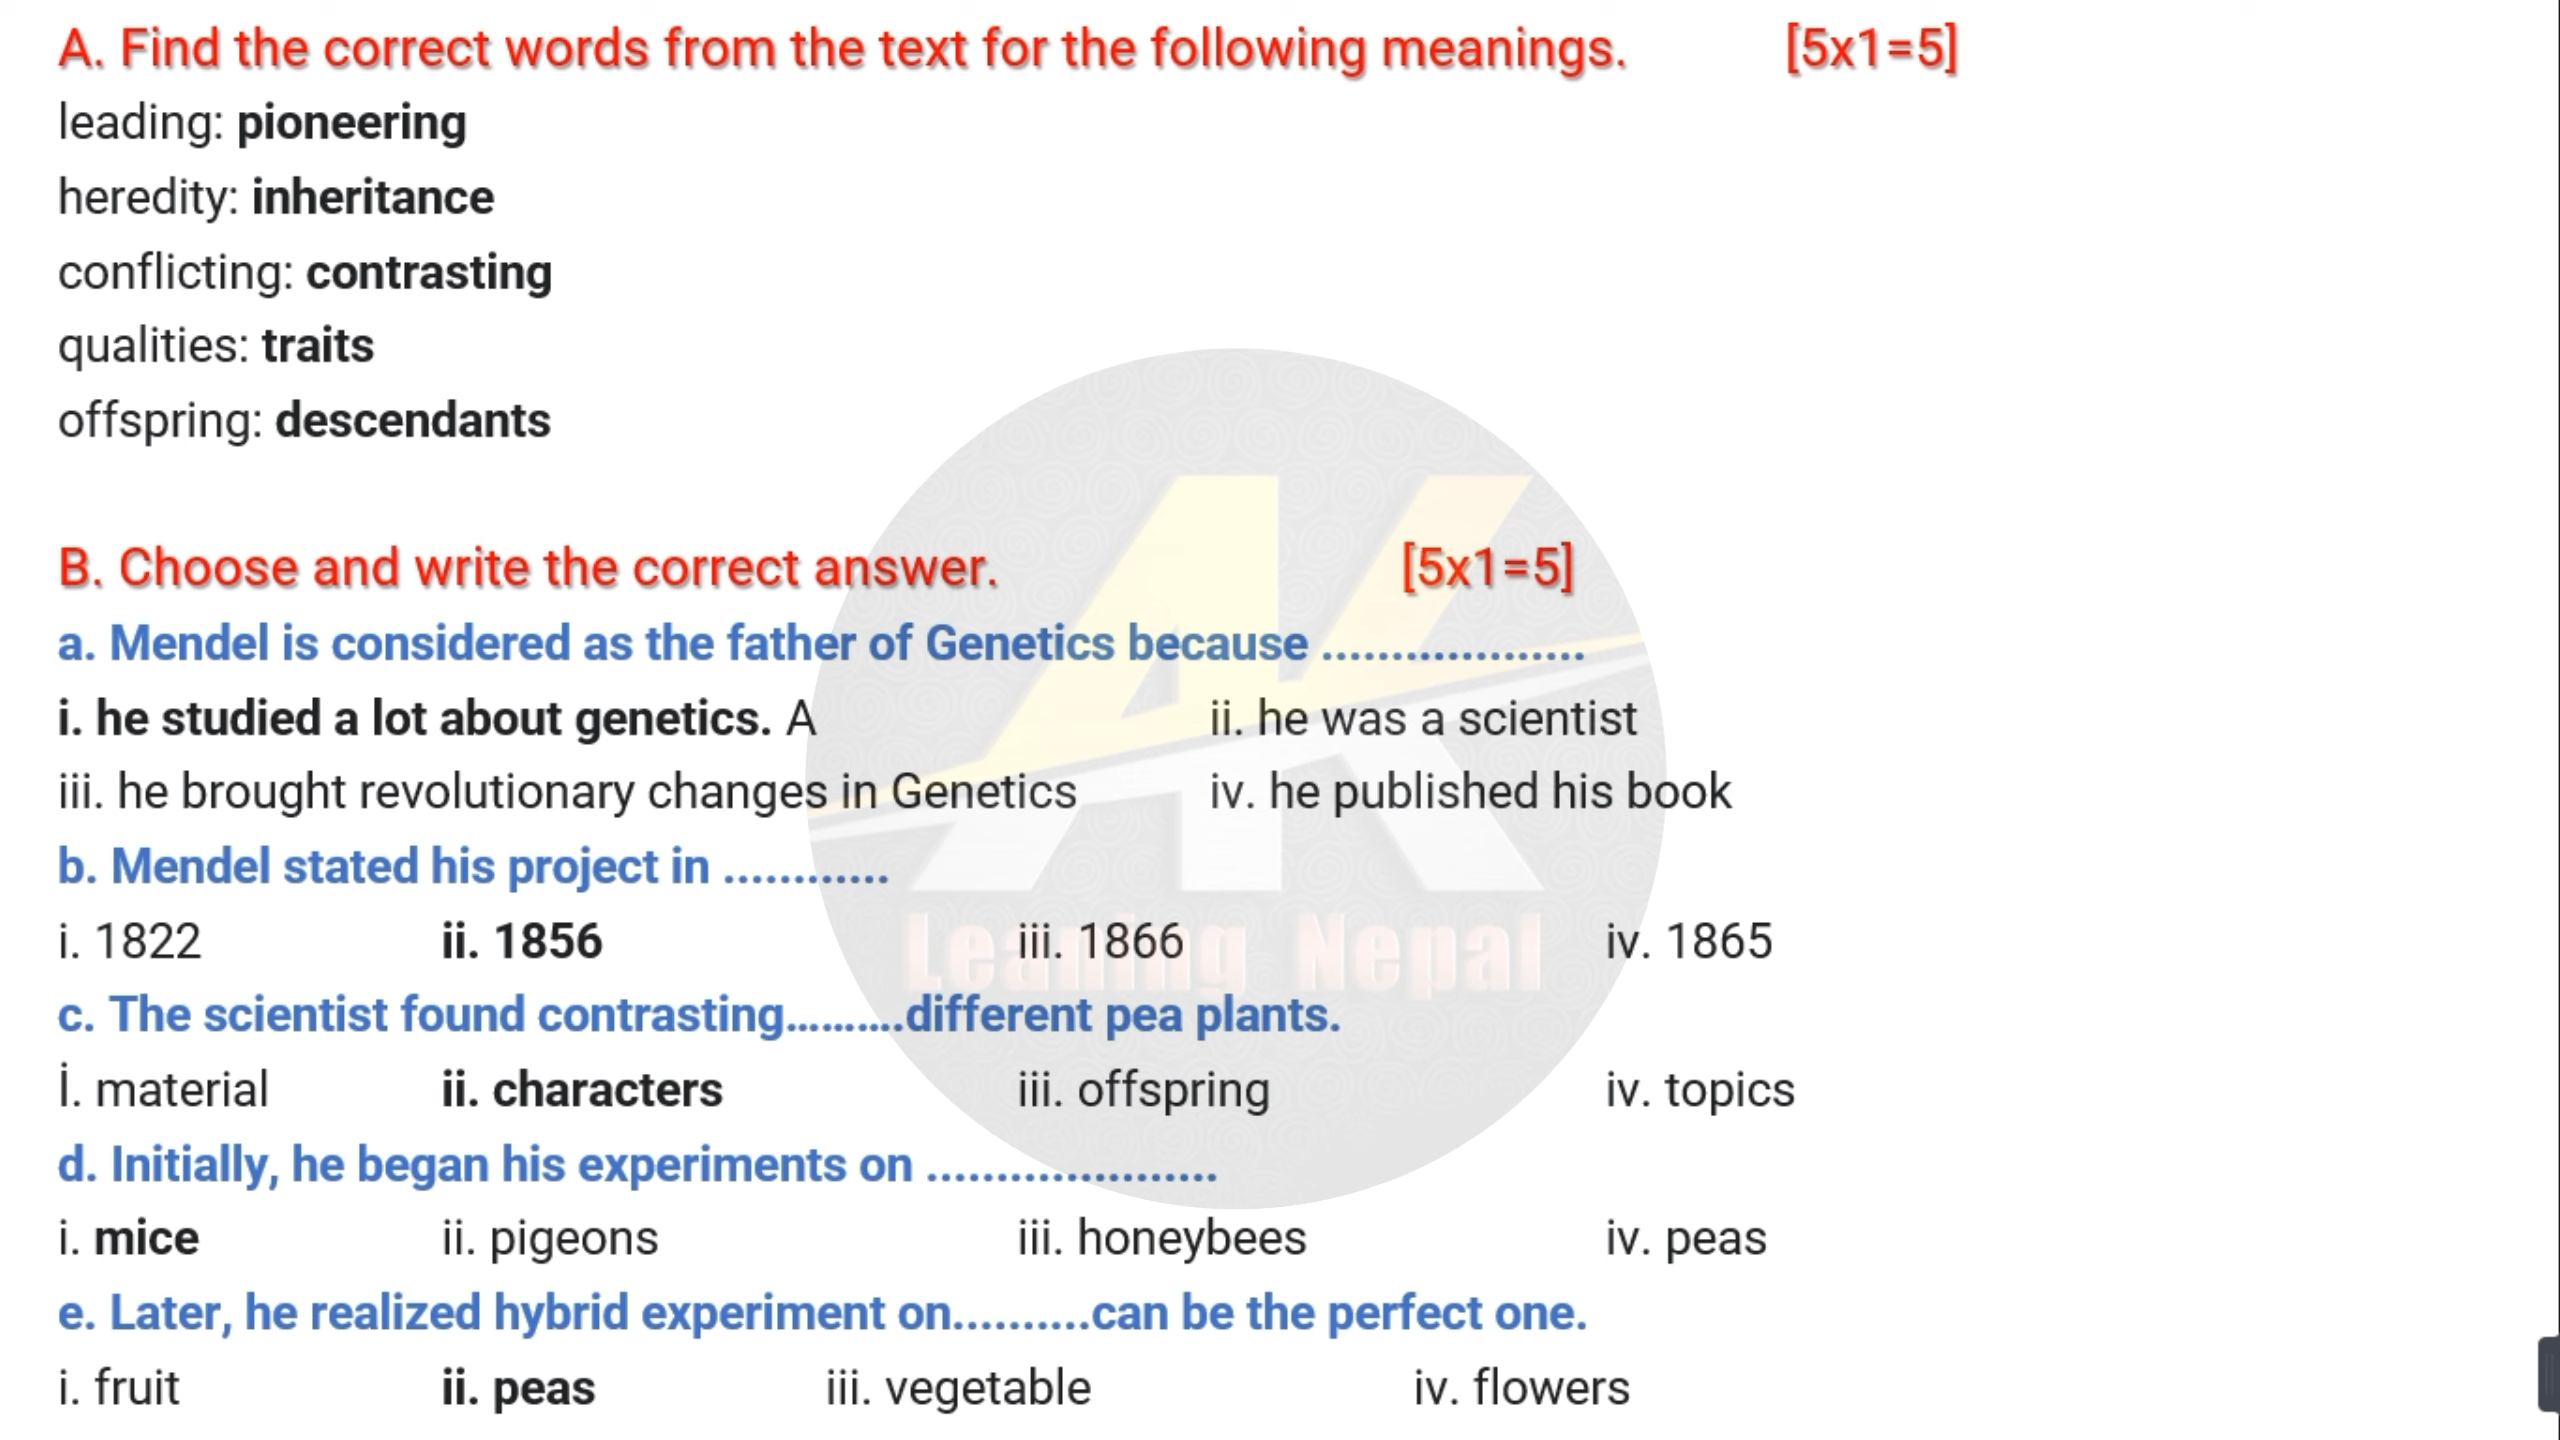 A. Find the correct words from the text for the following meanings. [5x1=5]
leading: pioneering
heredity: inheritance
conflicting: contrasting
qualities: traits
offspring: descendants
B. Choose and write the correct answer. [5x1=5]
a. Mendel is considered as the father of Genetics because ...................
i. he studied a lot about genetics. A ii. he was a scientist
iii. he brought revolutionary changes in Genetics iv. he published his book
b. Mendel stated his project in ............
i. 1822 ii. 1856 iii. 1866 iv. 1865
c. The scientist found contrasting..........different pea plants.
İ. material ii. characters iii. offspring iv. topics
d. Initially, he began his experiments on .....................
i. mice ii. pigeons iii. honeybees iv. peas
e. Later, he realized hybrid experiment on..........can be the perfect one.
i. fruit ii. peas iii. vegetable iv. flowers
AK
Learning Nepal